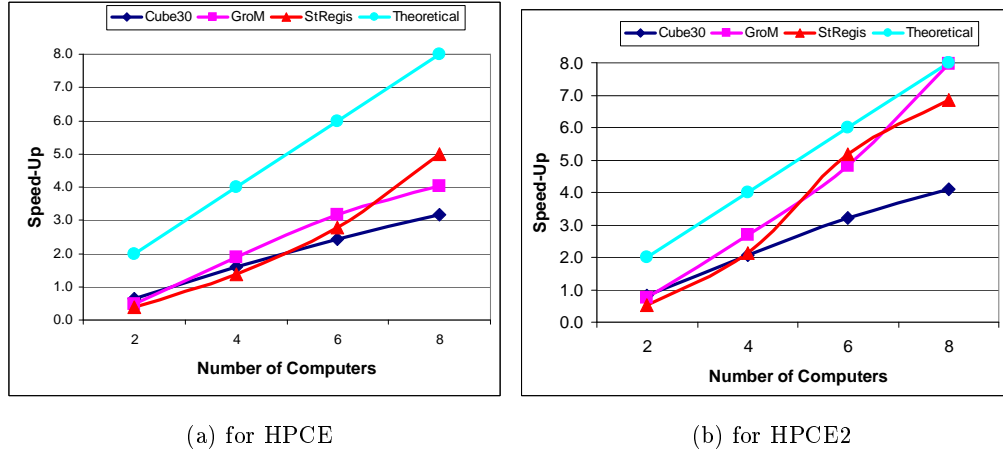 Cube30 GroM StRegis Theoretical
8.0
7.0
6.0
5.0
4.0
3.0
2.0
1.0
0.0
Speed-Up
2 4 6 8
Number of Computers
(a) for HPCE
Cube30 GroM StRegis Theoretical
8.0
7.0
6.0
5.0
4.0
3.0
2.0
1.0
0.0
Speed-Up
2 4 6 8
Number of Computers
(b) for HPCE2